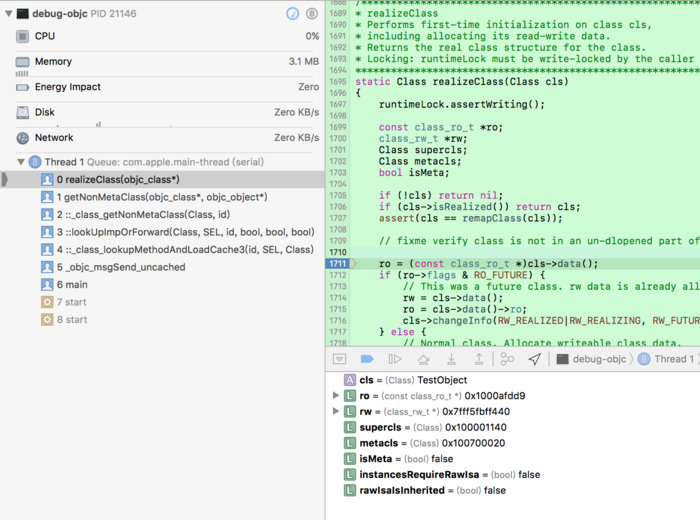 debug-objc PID 21146
CPU 0%
Memory 3.1 MB
Energy Impact Zero
Disk Zero KB/s
Network Zero KB/s
Thread 1 Queue: com.apple.main-thread (serial)
0 realizeClass(objc_class*)
1 getNonMetaClass(objc_class*, objc_object*)
2 ::_class_getNonMetaClass(Class, id)
3 ::lookUpImpOrForward(Class, SEL, id, bool, bool, bool)
4 ::_class_lookupMethodAndLoadCache3(id, SEL, Class)
5 _objc_msgSend_uncached
6 main
7 start
8 start
1688 /***********************************************************
1689 * realizeClass
1690 * Performs first-time initialization on class cls,
1691 * including allocating its read-write data.
1692 * Returns the real class structure for the class.
1693 * Locking: runtimeLock must be write-locked by the caller
1694 ***********************************************************
1695 static Class realizeClass(Class cls)
1696 {
1697 runtimeLock.assertWriting();
1698
1699 const class_ro_t *ro;
1700 class_rw_t *rw;
1701 Class supercls;
1702 Class metacls;
1703 bool isMeta;
1704
1705 if (!cls) return nil;
1706 if (cls->isRealized()) return cls;
1707 assert(cls == remapClass(cls));
1708
1709 // fixme verify class is not in an un-dlopened part of
1710
1711 ro = (const class_ro_t *)cls->data();
1712 if (ro->flags & RO_FUTURE) {
1713 // This was a future class. rw data is already all
1714 rw = cls->data();
1715 ro = cls->data()->ro;
1716 cls->changeInfo(RW_REALIZED|RW_REALIZING, RW_FUTU
1717 } else {
1718 // Normal class. Allocate writeable class data.
debug-objc Thread 1
A cls = (Class) TestObject
L ro = (const class_ro_t *) 0x1000afdd9
L rw = (class_rw_t *) 0x7fff5fbff440
L supercls = (Class) 0x100001140
L metacls = (Class) 0x100700020
L isMeta = (bool) false
L instancesRequireRawIsa = (bool) false
L rawIsaIsInherited = (bool) false